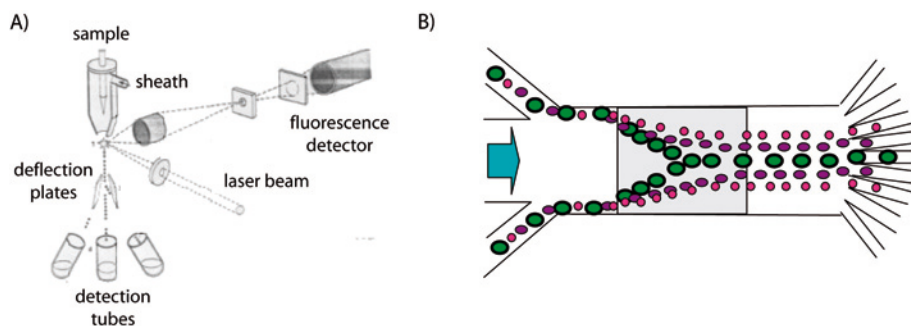 A)
sample
sheath
fluorescence
detector
deflection
plates
laser beam
detection
tubes
B)